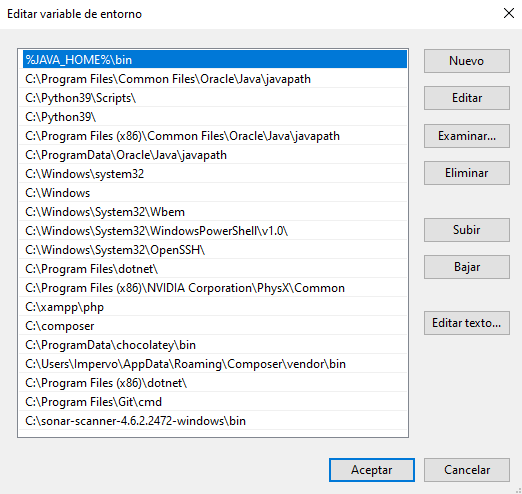 Editar variable de entorno
%JAVA_HOME%\bin
C:\Program Files\Common Files\Oracle\Java\javapath
C:\Python39\Scripts\
C:\Python39\
C:\Program Files (x86)\Common Files\Oracle\Java\javapath
C:\ProgramData\Oracle\Java\javapath
C:\Windows\system32
C:\Windows
C:\Windows\System32\Wbem
C:\Windows\System32\WindowsPowerShell\v1.0\
C:\Windows\System32\OpenSSH\
C:\Program Files\dotnet\
C:\Program Files (x86)\NVIDIA Corporation\PhysX\Common
C:\xampp\php
C:\composer
C:\ProgramData\chocolatey\bin
C:\Users\Impervo\AppData\Roaming\Composer\vendor\bin
C:\Program Files (x86)\dotnet\
C:\Program Files\Git\cmd
C:\sonar-scanner-4.6.2.2472-windows\bin
Nuevo
Editar
Examinar...
Eliminar
Subir
Bajar
Editar texto...
Aceptar
Cancelar